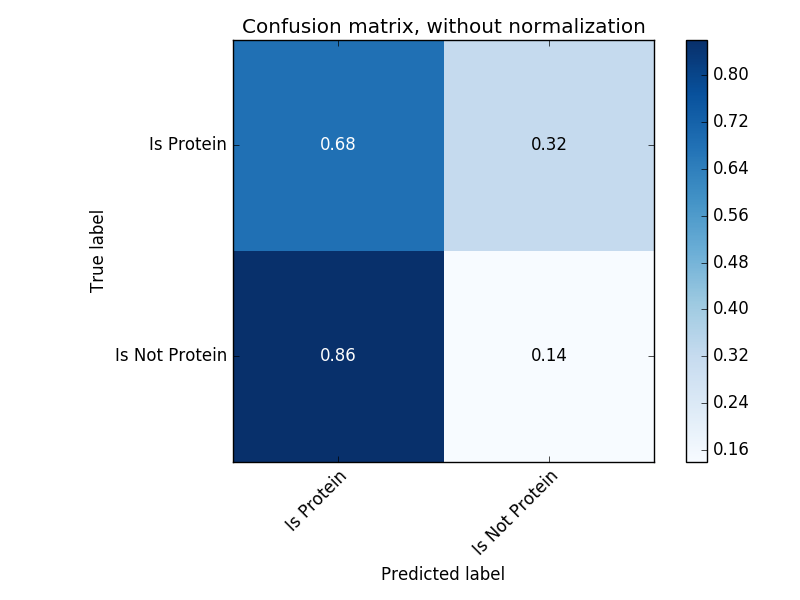 Confusion matrix, without normalization
True label
Is Protein
0.68
0.32
Is Not Protein
0.86
0.14
Is Protein
Is Not Protein
Predicted label
0.80
0.72
0.64
0.56
0.48
0.40
0.32
0.24
0.16